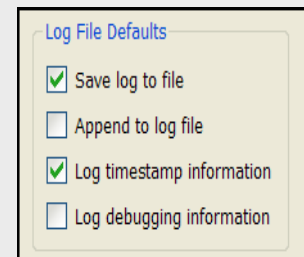 Log File Defaults
Save log to file
Append to log file
Log timestamp information
Log debugging information